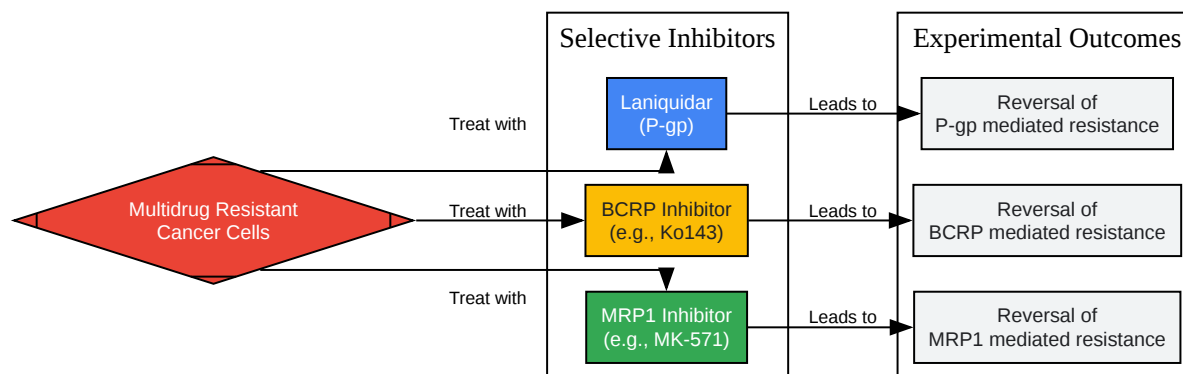 Selective Inhibitors
Experimental Outcomes
Treat with
Laniquidar
(P-gp)
Leads to
Reversal of
P-gp mediated resistance
Multidrug Resistant
Cancer Cells
Treat with
BCRP Inhibitor
(e.g., Ko143)
Leads to
Reversal of
BCRP mediated resistance
Treat with
MRP1 Inhibitor
(e.g., MK-571)
Leads to
Reversal of
MRP1 mediated resistance